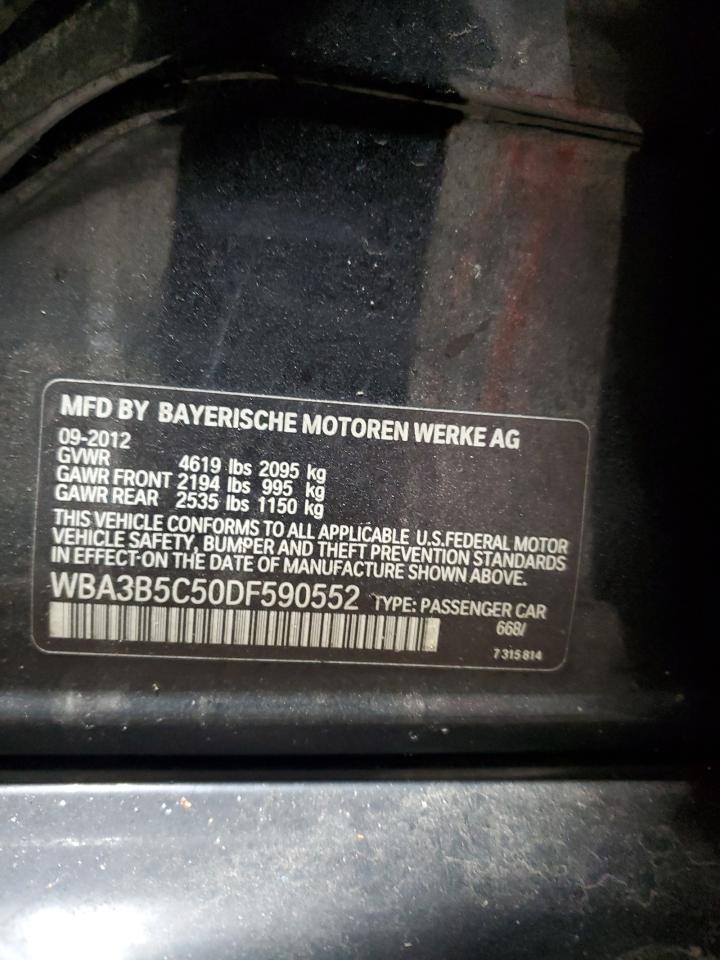 MFD BY BAYERISCHE MOTOREN WERKE AG
09-2012
GVWR 4619 lbs 2095 kg
GAWR FRONT 2194 lbs 995 kg
GAWR REAR 2535 lbs 1150 kg
THIS VEHICLE CONFORMS TO ALL APPLICABLE U.S.FEDERAL MOTOR
VEHICLE SAFETY, BUMPER AND THEFT PREVENTION STANDARDS
IN EFFECT ON THE DATE OF MANUFACTURE SHOWN ABOVE.
WBA3B5C50DF590552 TYPE: PASSENGER CAR
668/
7 315 814